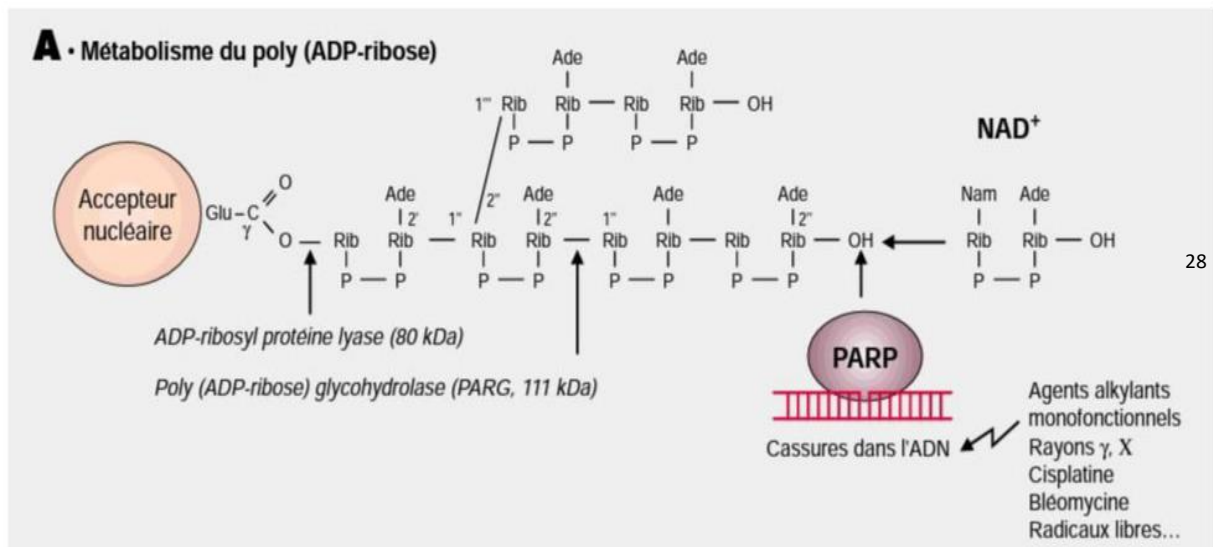 A · Métabolisme du poly (ADP-ribose)
Ade Ade
1''' Rib Rib — Rib Rib — OH
P — P P — P
NAD⁺
Accepteur
nucléaire
Glu – C O
γ
Ade 2'' Ade Ade Ade Nam Ade
2' 1'' 2'' 1'' 2''
O — Rib Rib — Rib Rib — Rib Rib — Rib Rib — OH Rib Rib — OH
P — P P — P P — P P — P P — P
28
ADP-ribosyl protéine lyase (80 kDa)
Poly (ADP-ribose) glycohydrolase (PARG, 111 kDa)
PARP
Cassures dans l'ADN
Agents alkylants
monofonctionnels
Rayons γ, X
Cisplatine
Bléomycine
Radicaux libres...